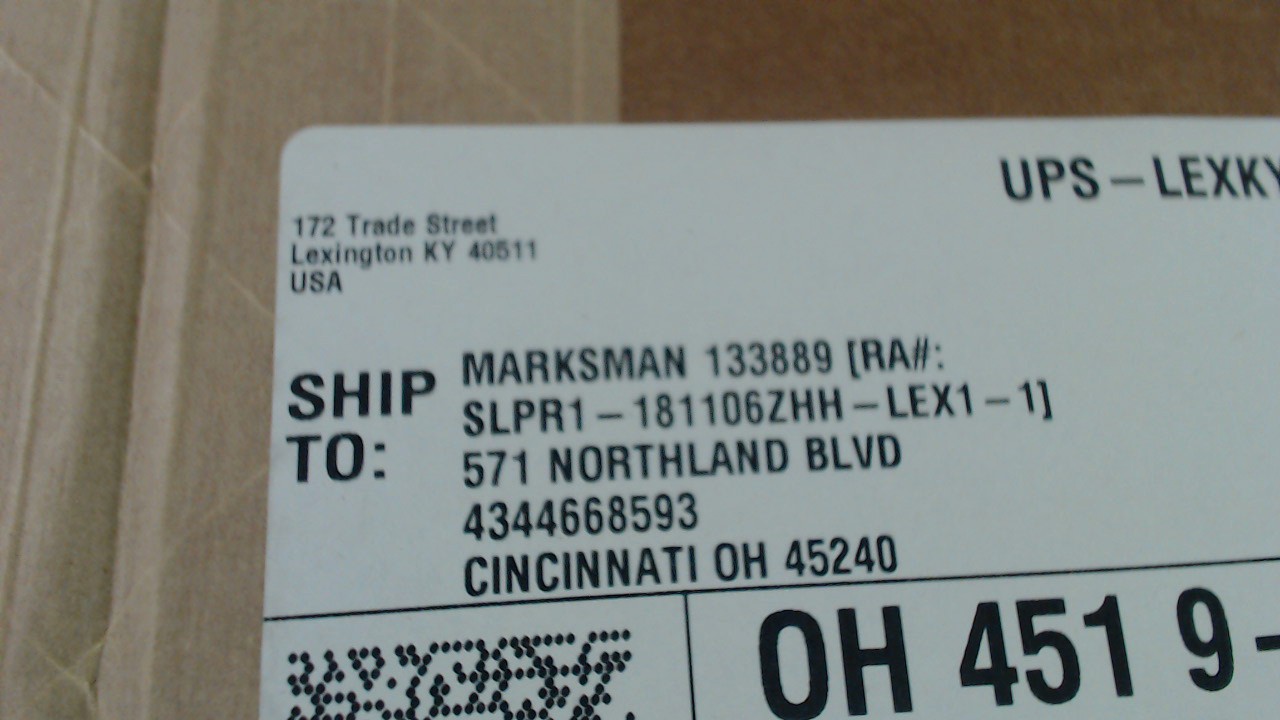 UPS – LEXKY
172 Trade Street
Lexington KY 40511
USA
SHIP TO:
MARKSMAN 133889 [RA#:
SLPR1 – 181106ZHH – LEX1 – 1]
571 NORTHLAND BLVD
4344668593
CINCINNATI OH 45240
OH 451 9 -